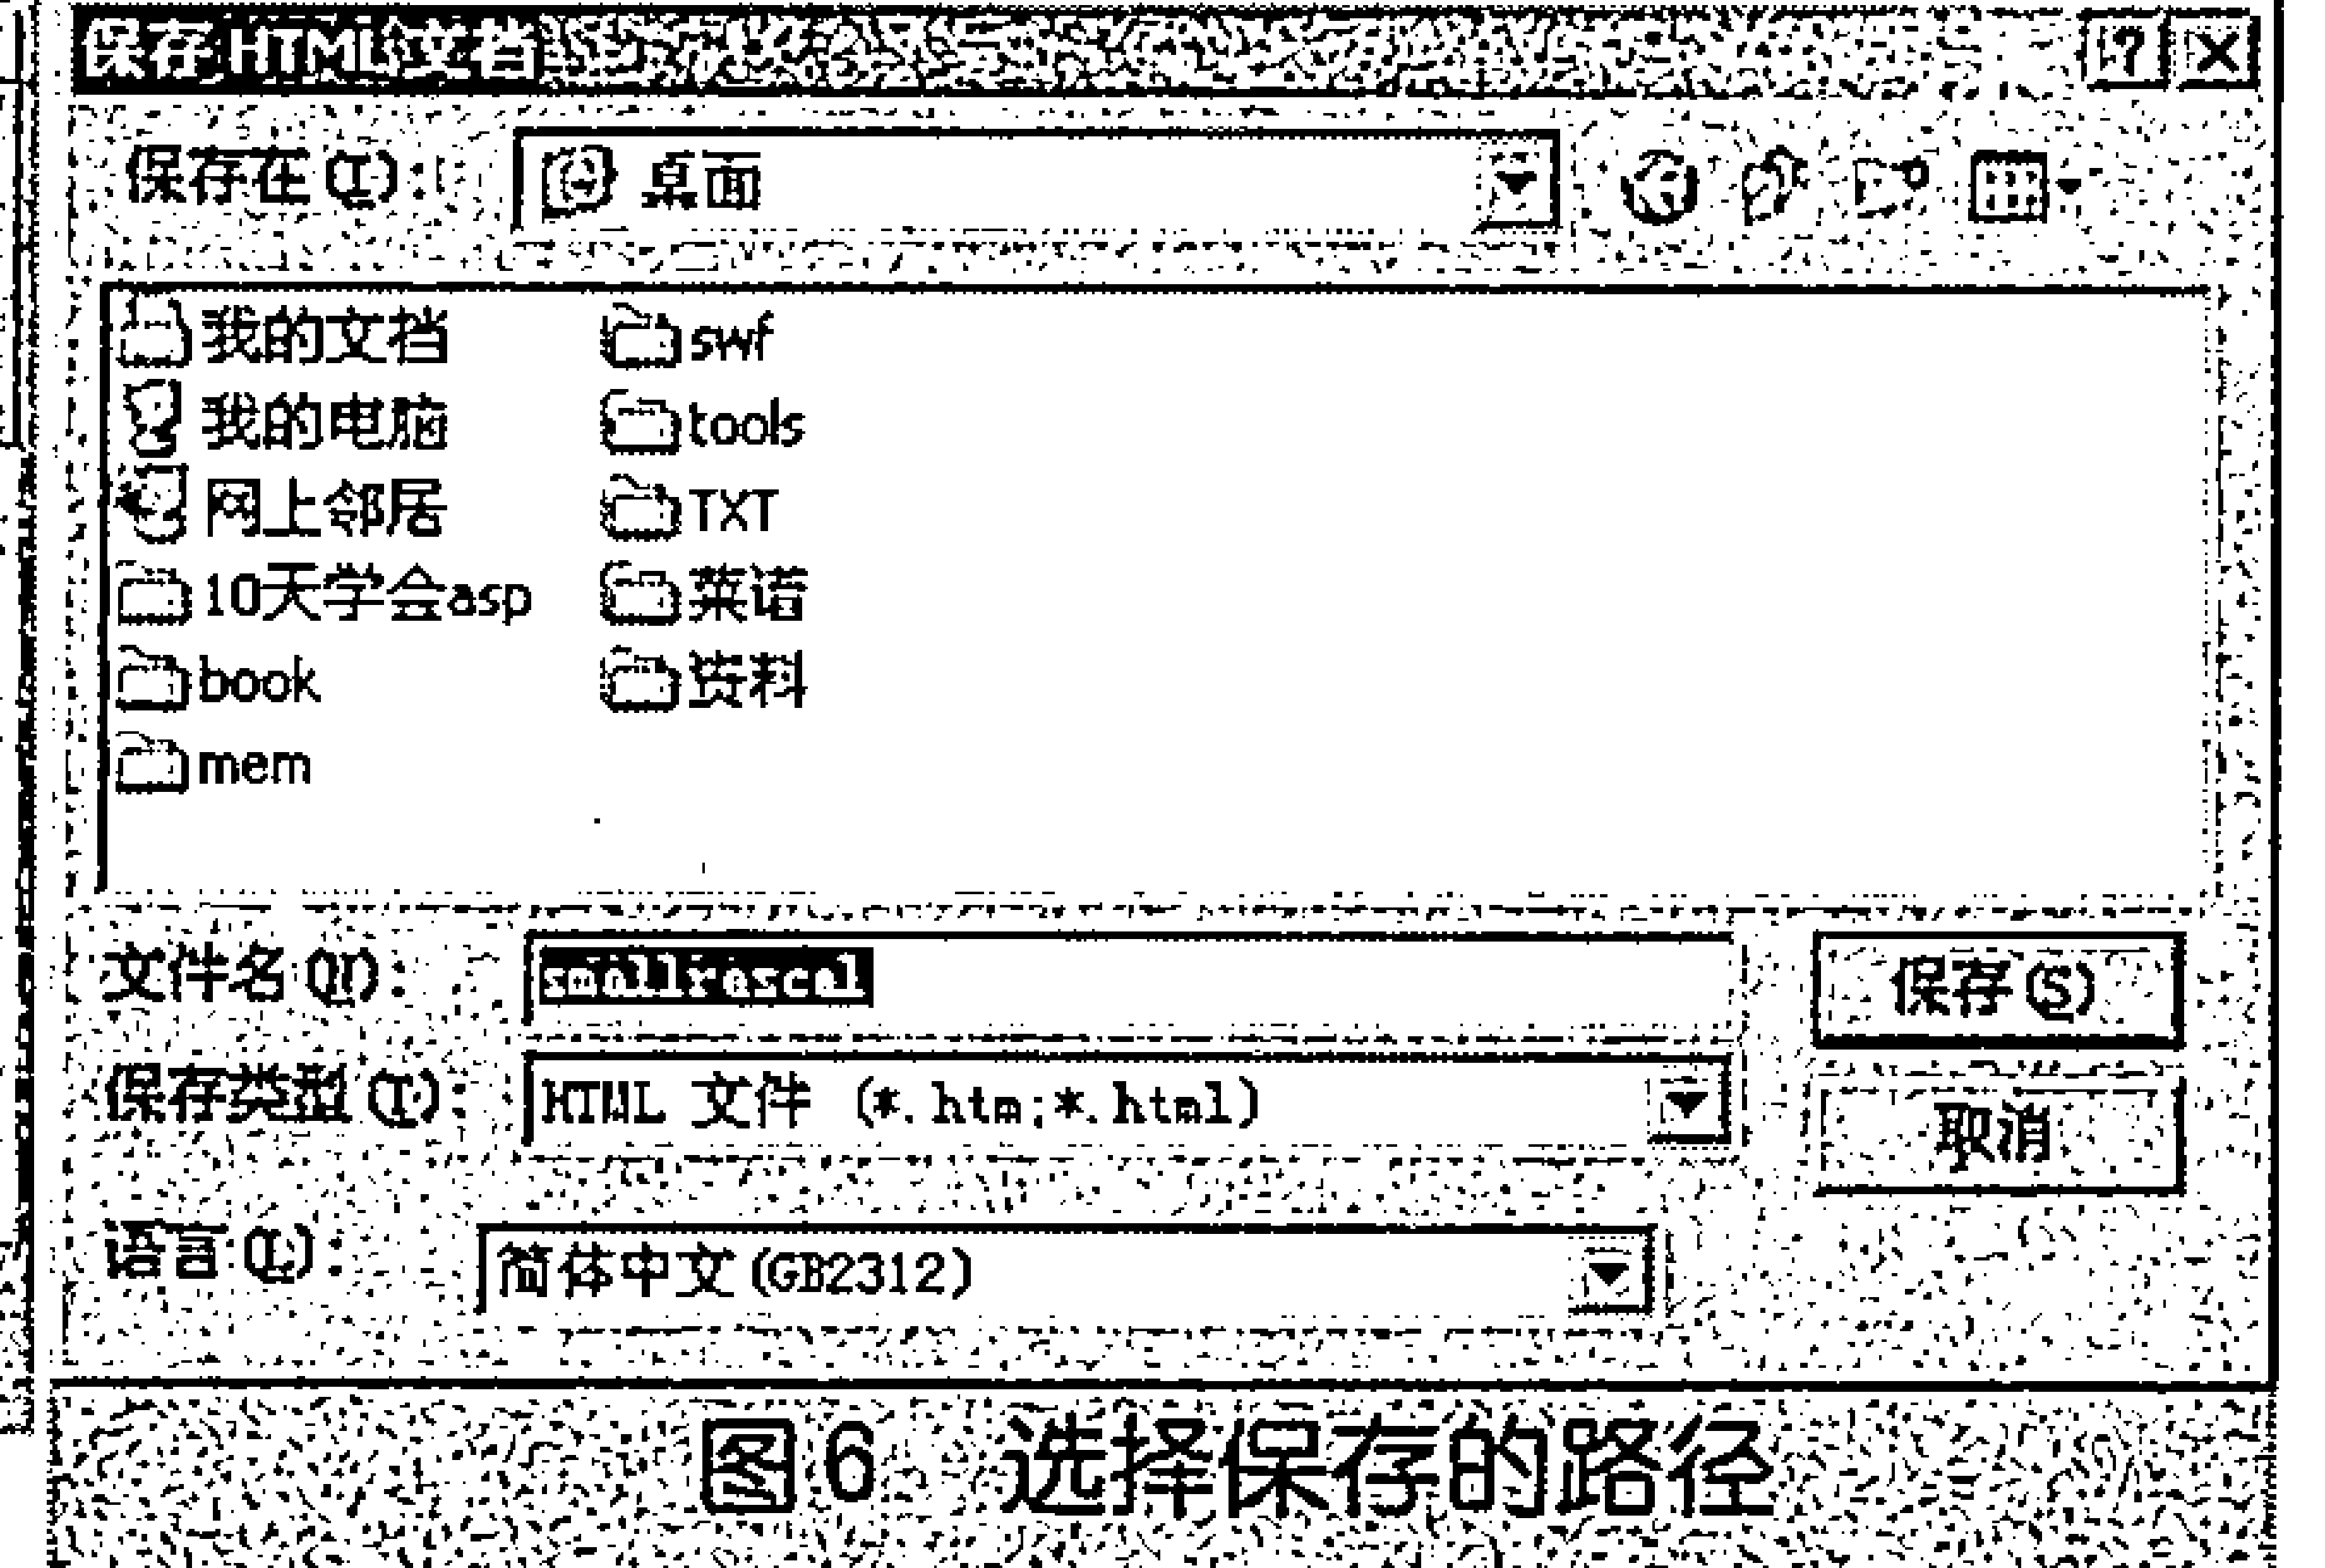 保存HTML文档
保存在(I): 桌面
我的文档
我的电脑
网上邻居
10天学会asp
book
mem
swf
tools
TXT
莱诺
资料
文件名(N): smallrascal
保存(S)
保存类型(T): HTML 文件 (*.htm;*.html)
取消
语言(L): 简体中文(GB2312)
图6 选择保存的路径